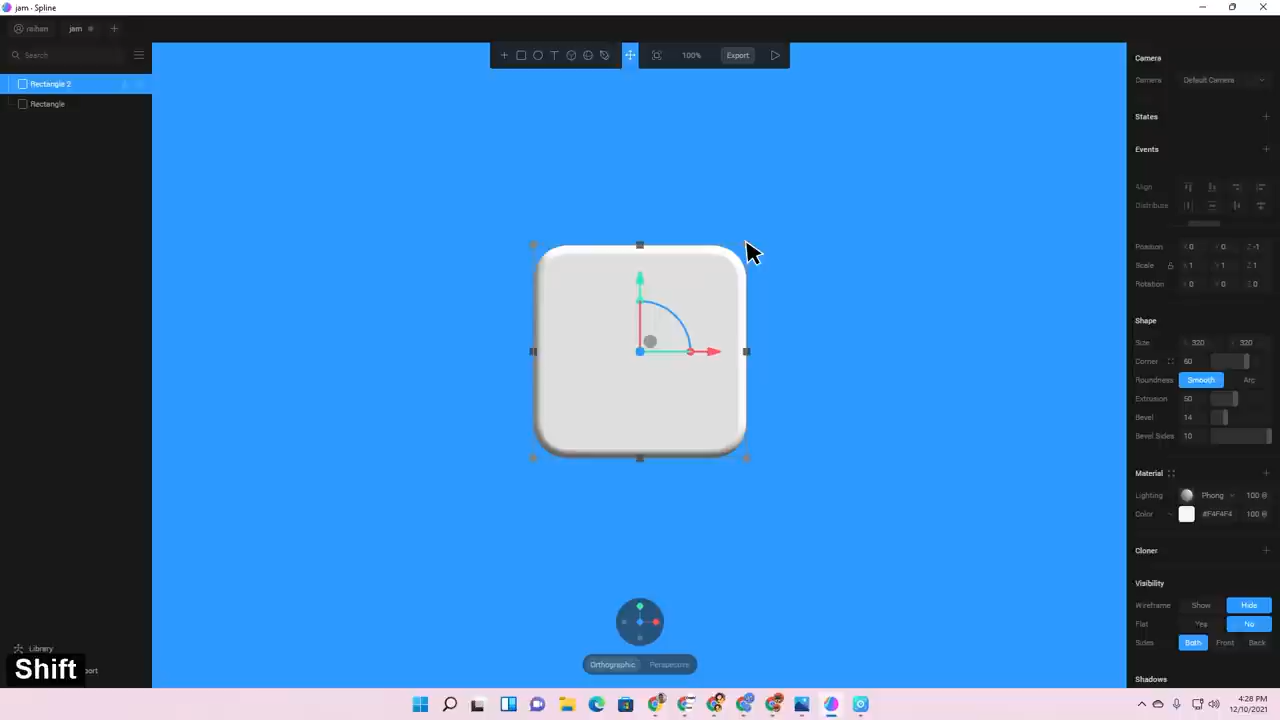 jam - Spline
reihen
jam
Search
100%
Export
Rectangle 2
Rectangle
Camera
Camera Default Camera
States
Events
Align
Distribute
Position X 0 Y 0 Z -1
Scale X 1 Y 1 Z 1
Rotation X 0 Y 0 Z 0
Shape
Size 320 320
Corner 60
Roundness Smooth Arc
Extrusion 50
Bevel 14
Bevel Sides 10
Material
Lighting Phong 100
Color #F4F4F4 100
Cloner
Visibility
Wireframe Show Hide
Flat Yes No
Sides Both Front Back
Shadows
Library
port
Shift
Orthographic Perspective
4:28 PM
12/10/2021